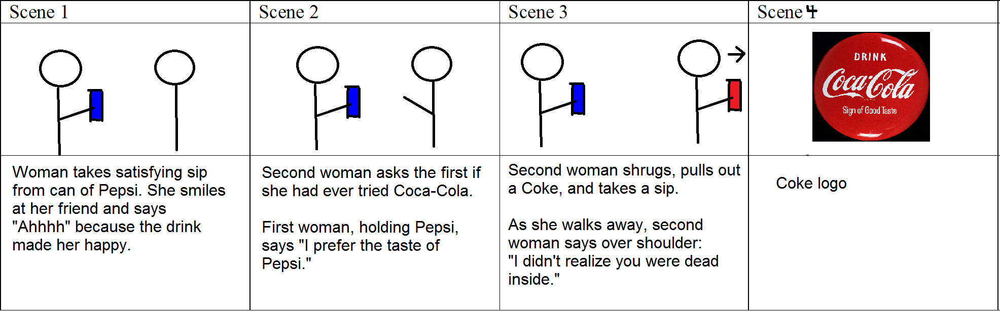 Scene 1
Woman takes satisfying sip
from can of Pepsi. She smiles
at her friend and says
"Ahhhh" because the drink
made her happy.
Scene 2
Second woman asks the first if
she had ever tried Coca-Cola.
First woman, holding Pepsi,
says "I prefer the taste of
Pepsi."
Scene 3
Second woman shrugs, pulls out
a Coke, and takes a sip.
As she walks away, second
woman says over shoulder:
"I didn't realize you were dead
inside."
Scene 4
DRINK
Coca-Cola
Sign of Good Taste
Coke logo